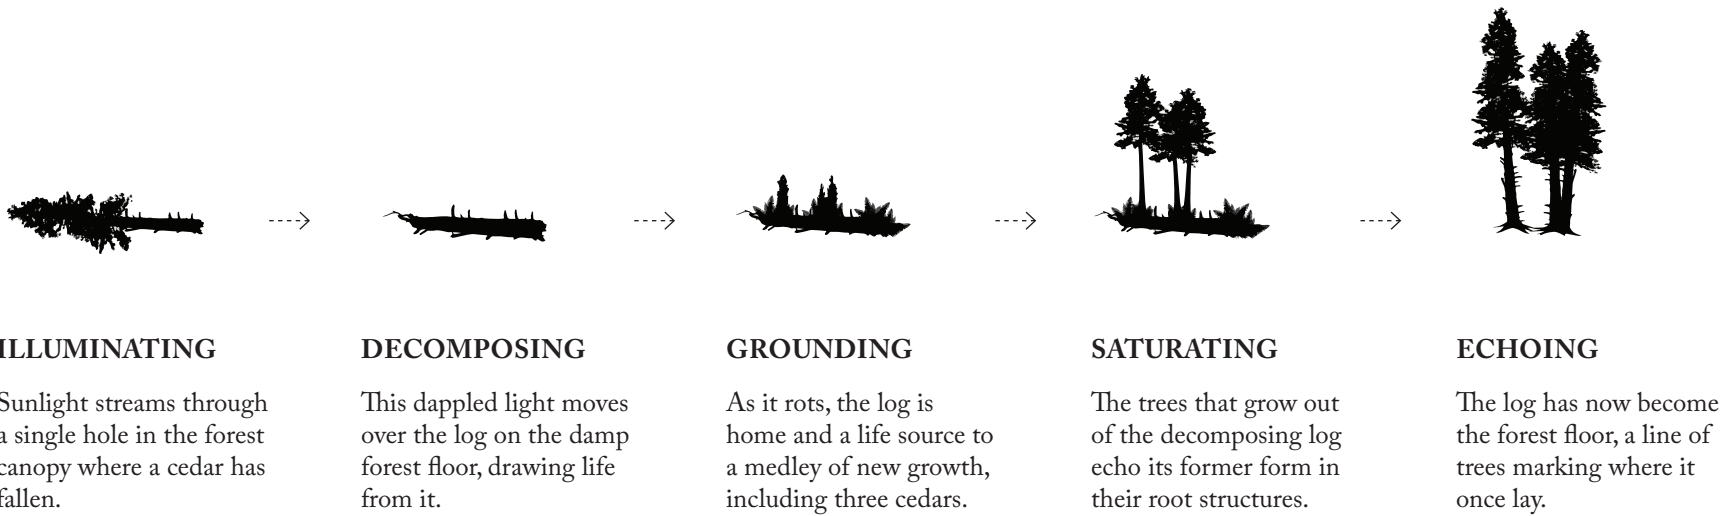 ILLUMINATING
Sunlight streams through
a single hole in the forest
canopy where a cedar has
fallen.
DECOMPOSING
This dappled light moves
over the log on the damp
forest floor, drawing life
from it.
GROUNDING
As it rots, the log is
home and a life source to
a medley of new growth,
including three cedars.
SATURATING
The trees that grow out
of the decomposing log
echo its former form in
their root structures.
ECHOING
The log has now become
the forest floor, a line of
trees marking where it
once lay.